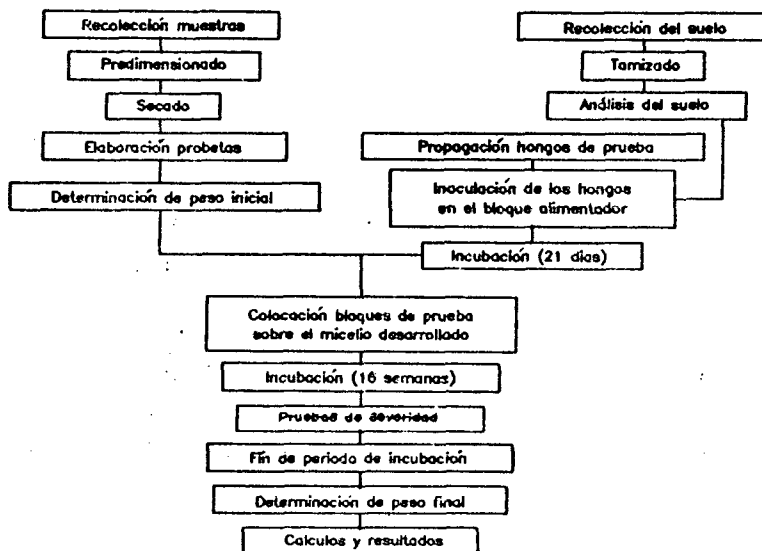 Recolección muestras
Predimensionado
Secado
Elaboración probetas
Determinación de peso inicial
Recolección del suelo
Tamizado
Análisis del suelo
Propagación hongos de prueba
Inoculación de los hongos
en el bloque alimentador
Incubación (21 días)
Colocación bloques de prueba
sobre el micelio desarrollado
Incubación (16 semanas)
Pruebas de severidad
Fín de periodo de incubación
Determinación de peso final
Calculos y resultados